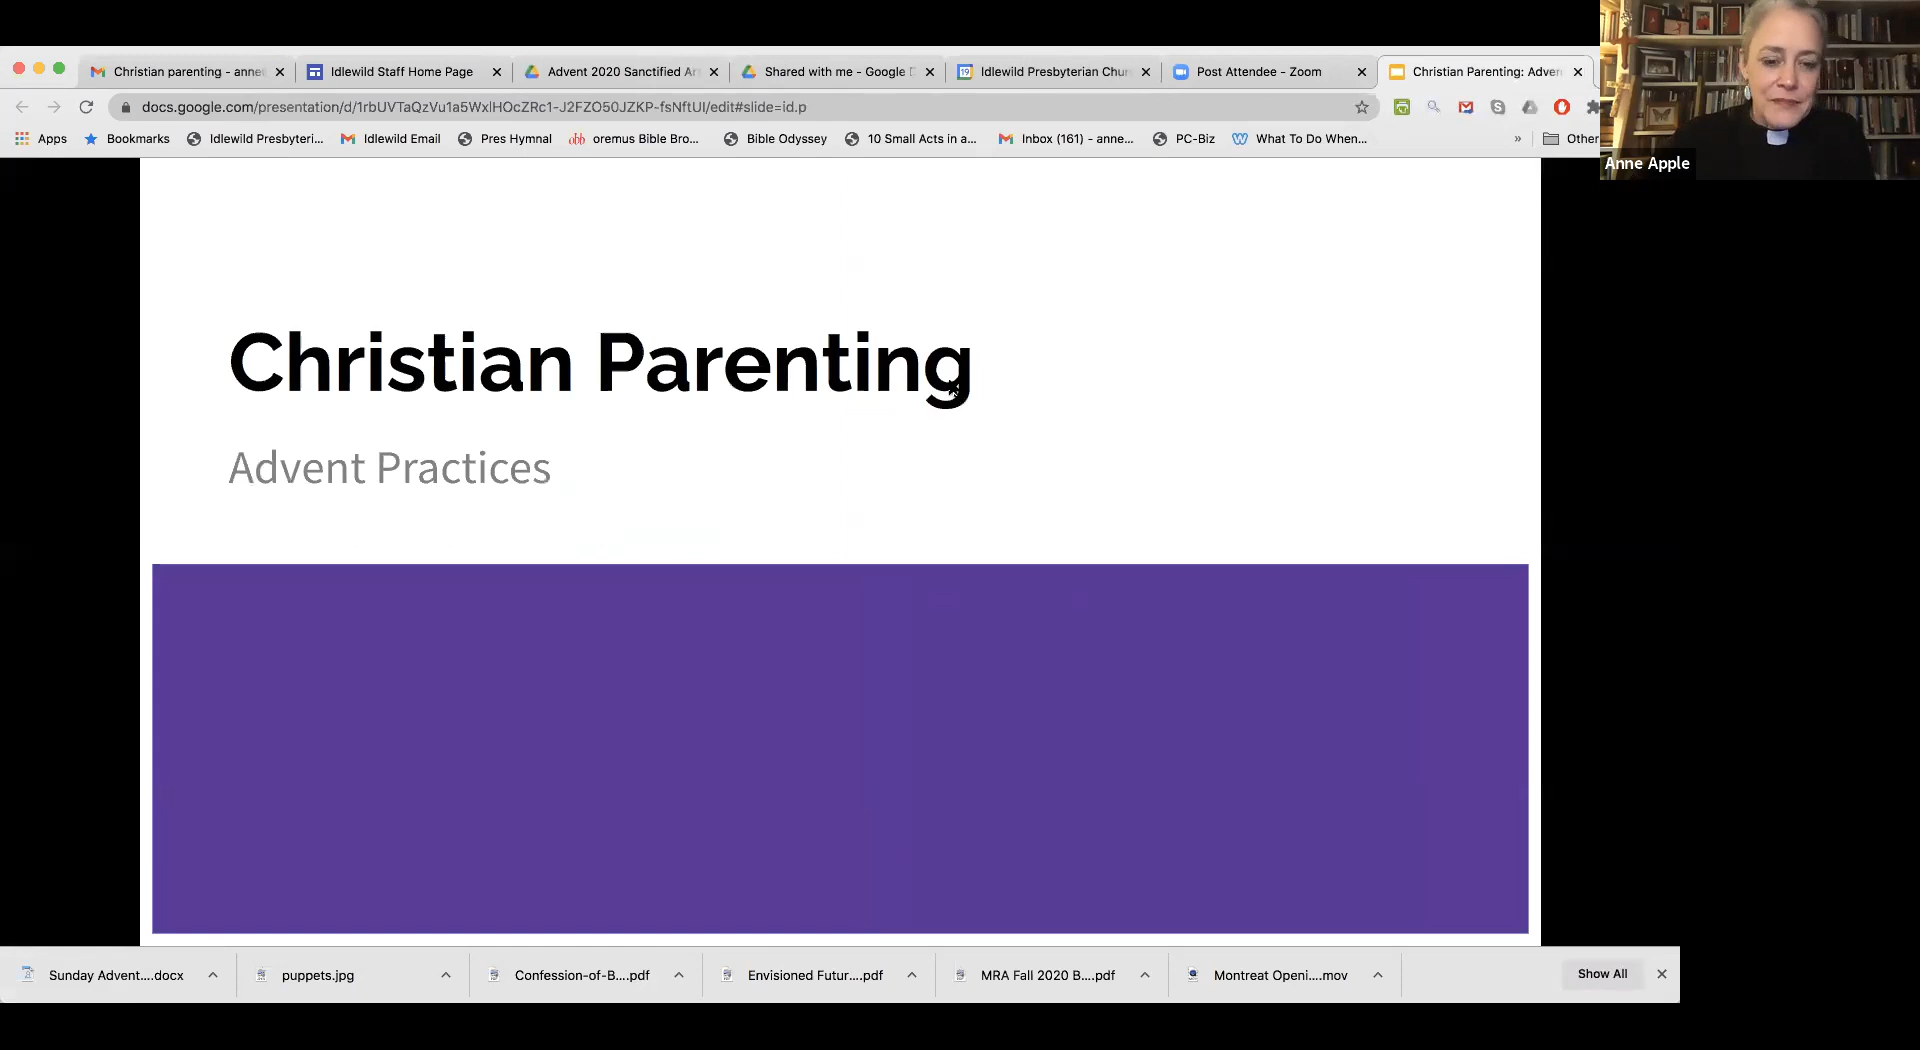 Christian parenting - anne
Idlewild Staff Home Page
Advent 2020 Sanctified Ar
Shared with me - Google D
19
Idlewild Presbyterian Chur
Post Attendee - Zoom
Christian Parenting: Adven
docs.google.com/presentation/d/1rbUVTaQzVu1a5WxlHOcZRc1-J2FZO50JZKP-fsNftUI/edit#slide=id.p
Apps
Bookmarks
Idlewild Presbyteri...
Idlewild Email
Pres Hymnal
obb
oremus Bible Bro...
Bible Odyssey
10 Small Acts in a...
Inbox (161) - anne...
PC-Biz
What To Do When...
»
Other
Anne Apple
Christian Parenting
Advent Practices
Sunday Advent....docx
puppets.jpg
Confession-of-B....pdf
Envisioned Futur....pdf
MRA Fall 2020 B....pdf
Montreat Openi....mov
Show All